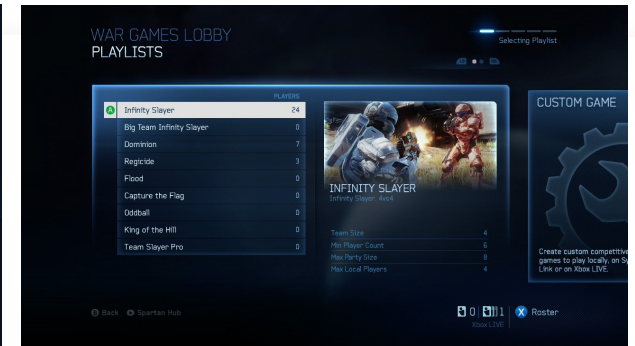 WAR GAMES LOBBY
PLAYLISTS
Selecting Playlist
PLAYERS
Infinity Slayer 24
Big Team Infinity Slayer 0
Dominion 7
Regicide 3
Flood 0
Capture the Flag 0
Oddball 0
King of the Hill 0
Team Slayer Pro 0
INFINITY SLAYER
Infinity Slayer. 4vs4
Team Size 4
Min Player Count 6
Max Party Size 8
Max Local Players 4
CUSTOM GAME
Create custom competitive
games to play locally, on Sy
Link or on Xbox LIVE.
B Back Spartan Hub
0 1 X Roster
Xbox LIVE